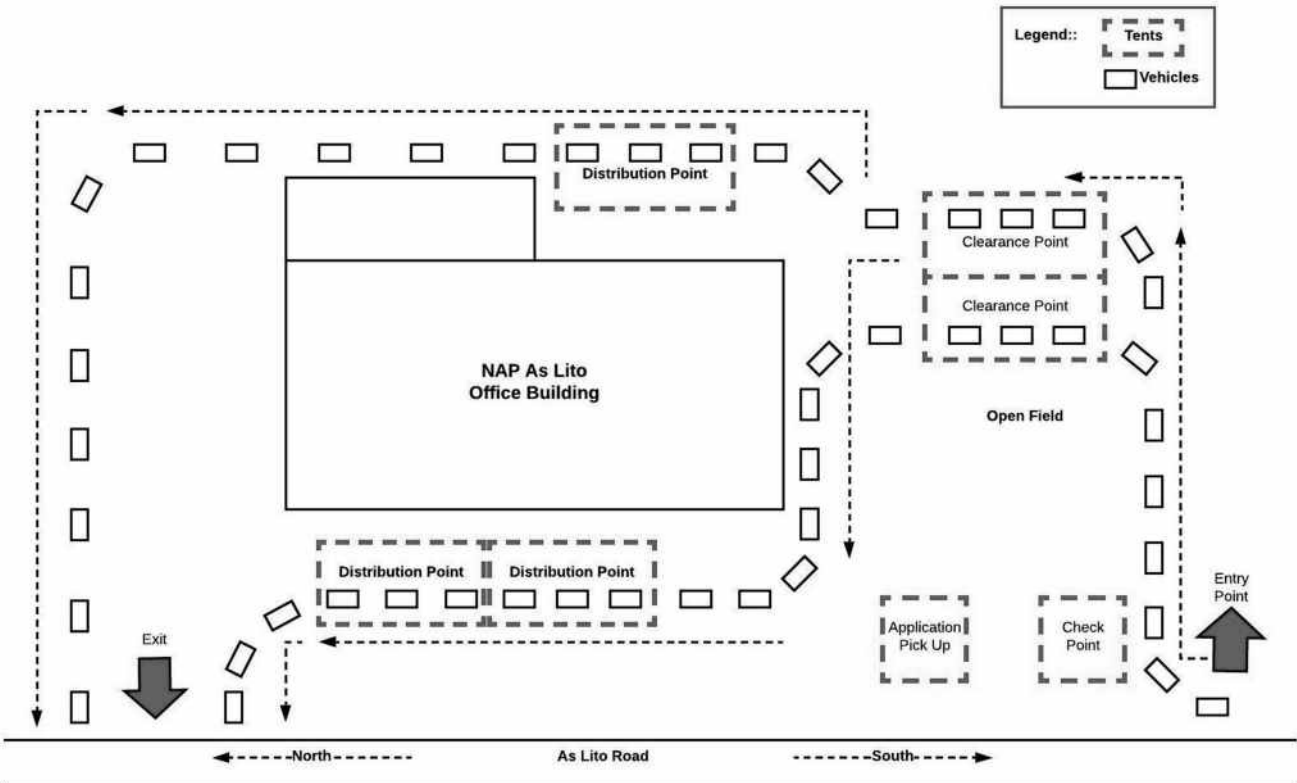 Legend::
Tents
Vehicles
Distribution Point
Clearance Point
Clearance Point
NAP As Lito
Office Building
Open Field
Distribution Point
Distribution Point
Application
Pick Up
Check
Point
Entry
Point
Exit
North
As Lito Road
South